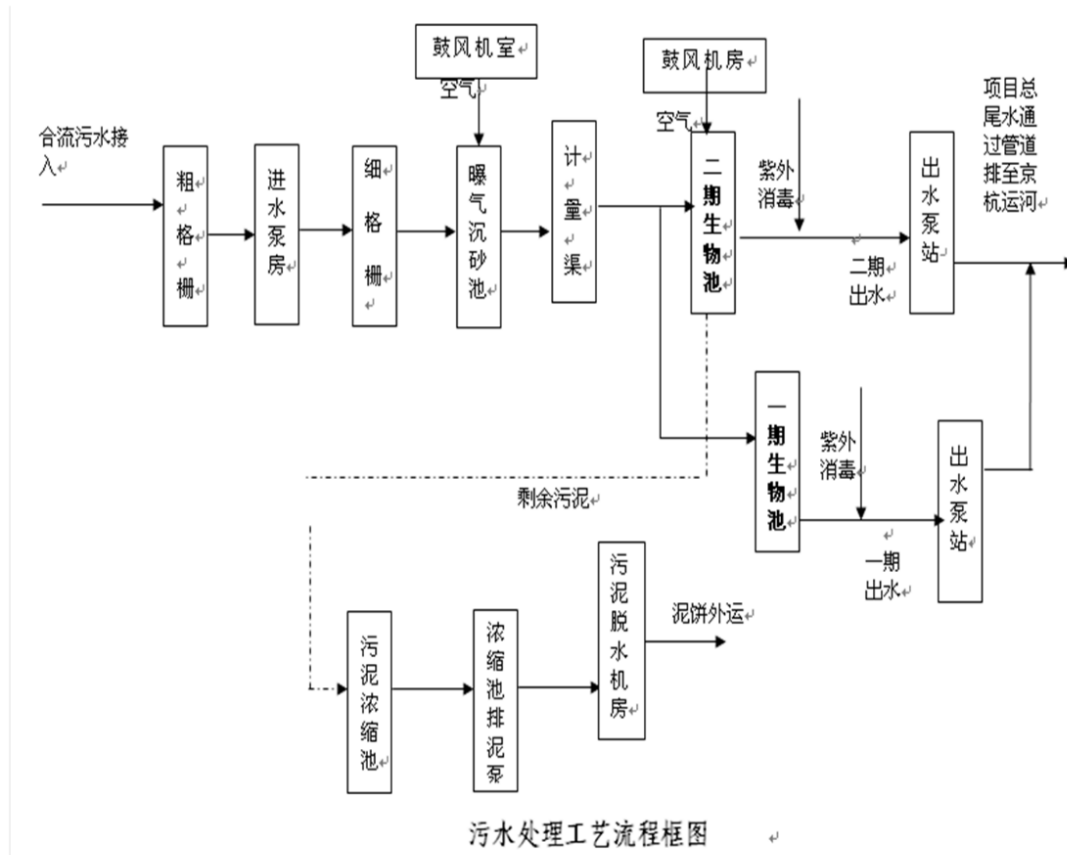 鼓风机室
鼓风机房
空气
空气
项目总
尾水通
过管道
排至京
杭运河
合流污水接
入
粗格栅
进水泵房
细格栅
曝气沉砂池
计量渠
二期生物池
紫外
消毒
出水泵站
二期
出水
一期生物池
紫外
消毒
出水泵站
一期
出水
剩余污泥
污泥浓缩池
浓缩池排泥泵
污泥脱水机房
泥饼外运
污水处理工艺流程框图